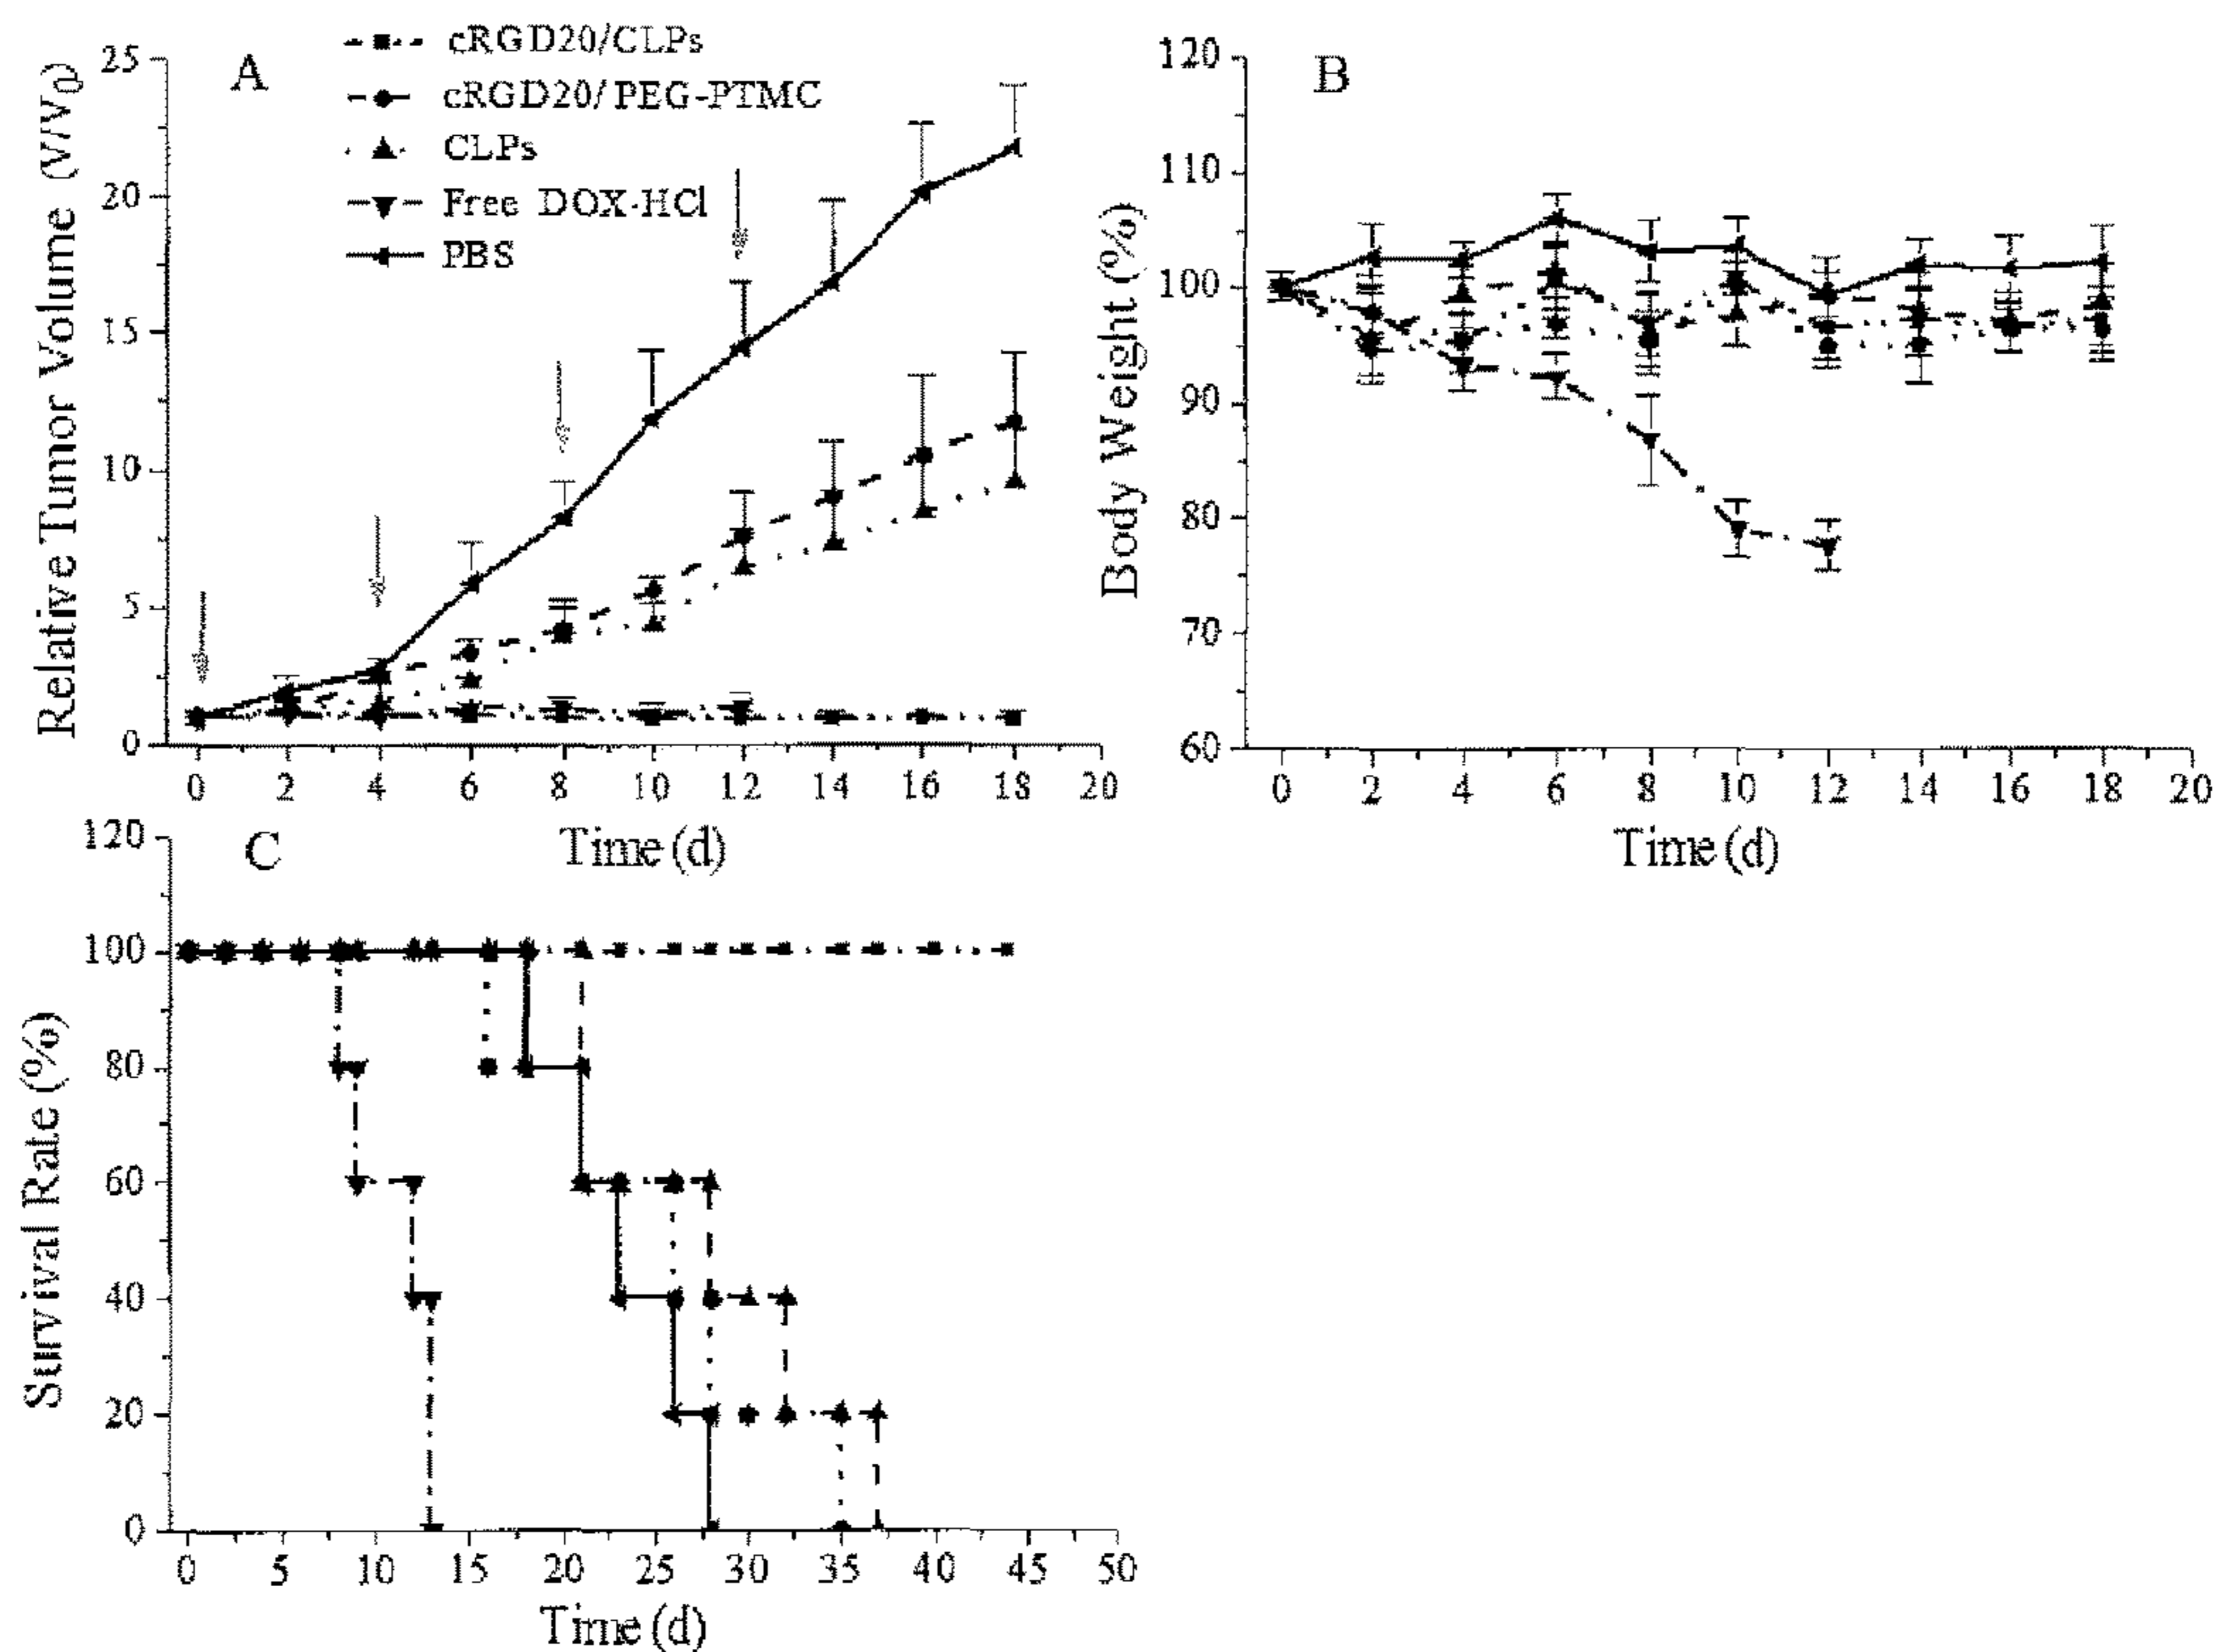 A
cRGD20/CLPs
cRGD20/PEG-PTMC
CLPs
Free DOX·HCl
PBS
Relative Tumor Volume (V/V0)
25
20
15
10
5
0
0 2 4 6 8 10 12 14 16 18 20
Time (d)
B
Body Weight (%)
120
110
100
90
80
70
60
0 2 4 6 8 10 12 14 16 18 20
Time (d)
C
Survival Rate (%)
120
100
80
60
40
20
0
0 5 10 15 20 25 30 35 40 45 50
Time (d)